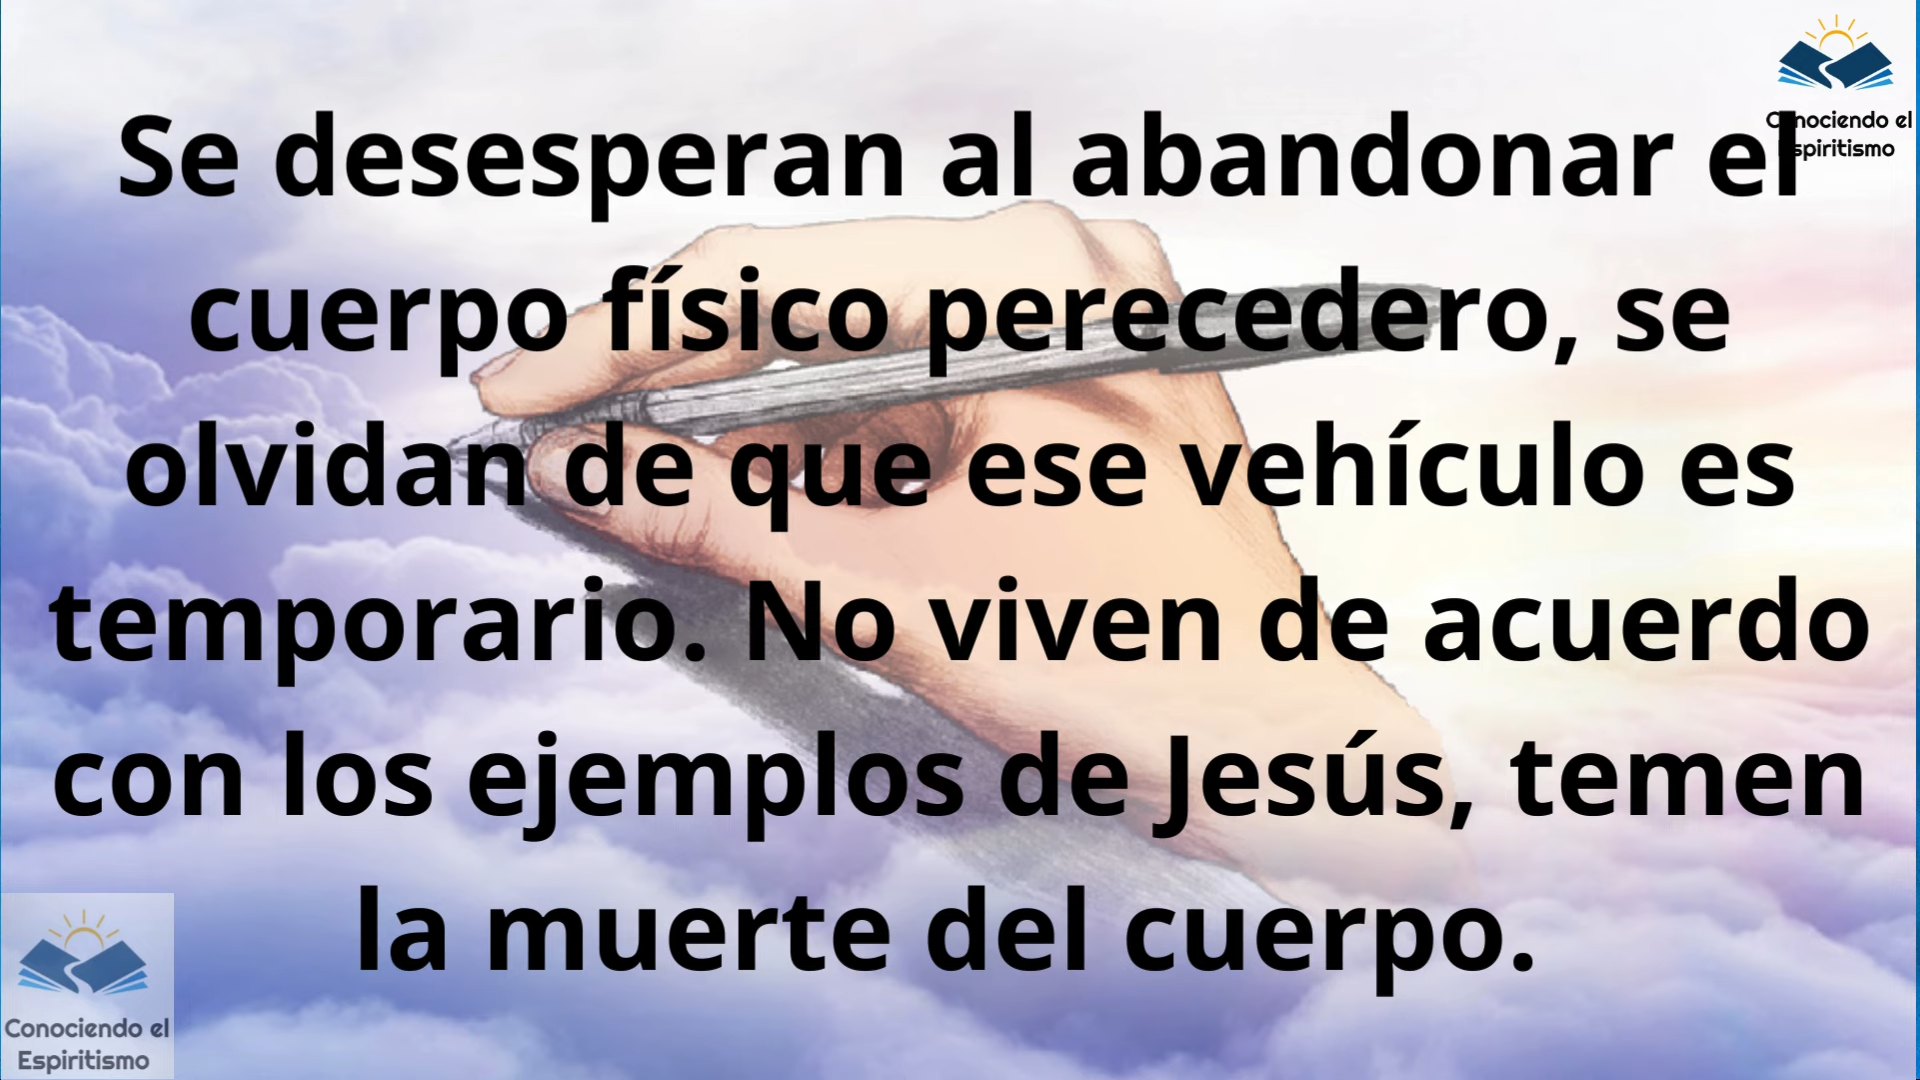 Conociendo el
Espiritismo
Se desesperan al abandonar el
cuerpo físico perecedero, se
olvidan de que ese vehículo es
temporario. No viven de acuerdo
con los ejemplos de Jesús, temen
la muerte del cuerpo.
Conociendo el
Espiritismo